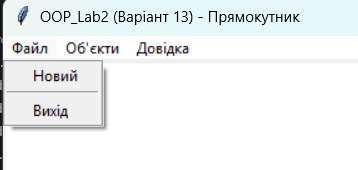 OOP_Lab2 (Варіант 13) - Прямокутник
Файл Об'єкти Довідка
Новий
Вихід